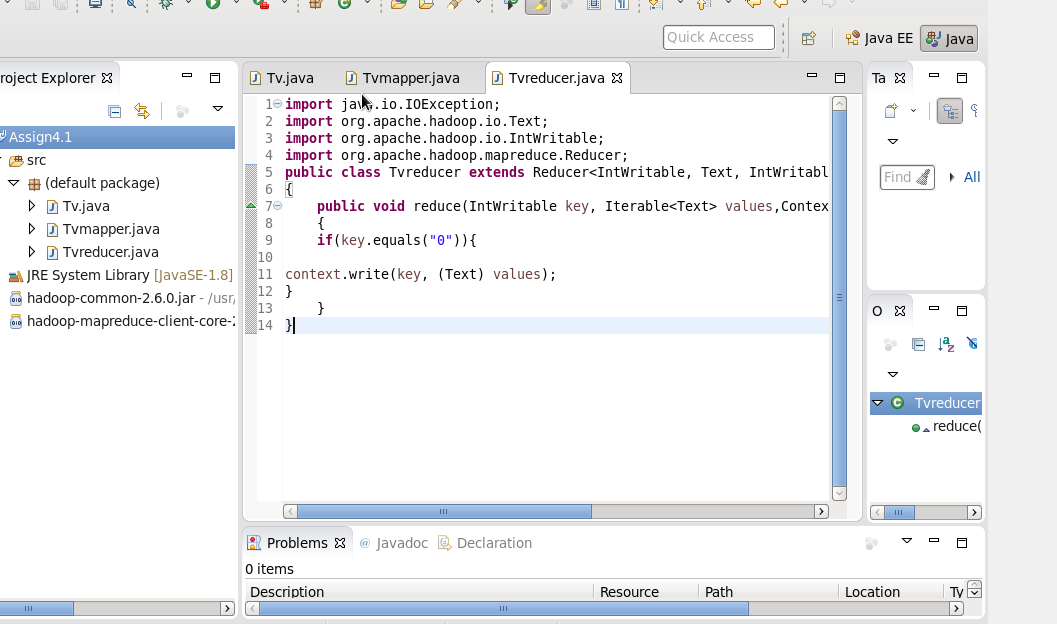 Quick Access
Java EE
Java
roject Explorer
Tv.java
Tvmapper.java
Tvreducer.java
Ta
Assign4.1
src
(default package)
Tv.java
Tvmapper.java
Tvreducer.java
JRE System Library [JavaSE-1.8]
hadoop-common-2.6.0.jar - /usr/
hadoop-mapreduce-client-core-2
1 import java.io.IOException;
2 import org.apache.hadoop.io.Text;
3 import org.apache.hadoop.io.IntWritable;
4 import org.apache.hadoop.mapreduce.Reducer;
5 public class Tvreducer extends Reducer<IntWritable, Text, IntWritabl
6 {
7 public void reduce(IntWritable key, Iterable<Text> values,Contex
8 {
9 if(key.equals("0")){
10
11 context.write(key, (Text) values);
12 }
13 }
14 }
Find
All
O
Tvreducer
reduce(
Problems
@ Javadoc
Declaration
0 items
Description
Resource
Path
Location
Ty